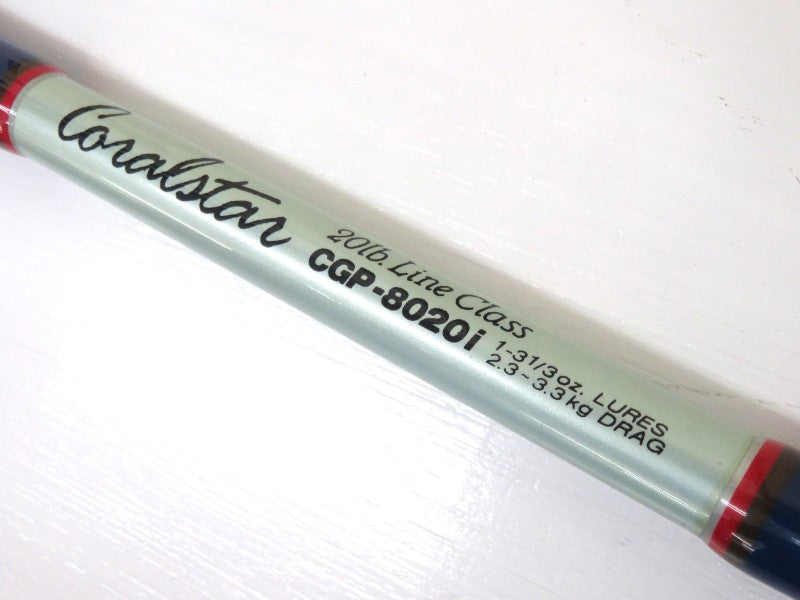 Coralstar
20lb. Line Class
CGP-8020i
1-31/3oz. LURES
2.3~3.3kg DRAG